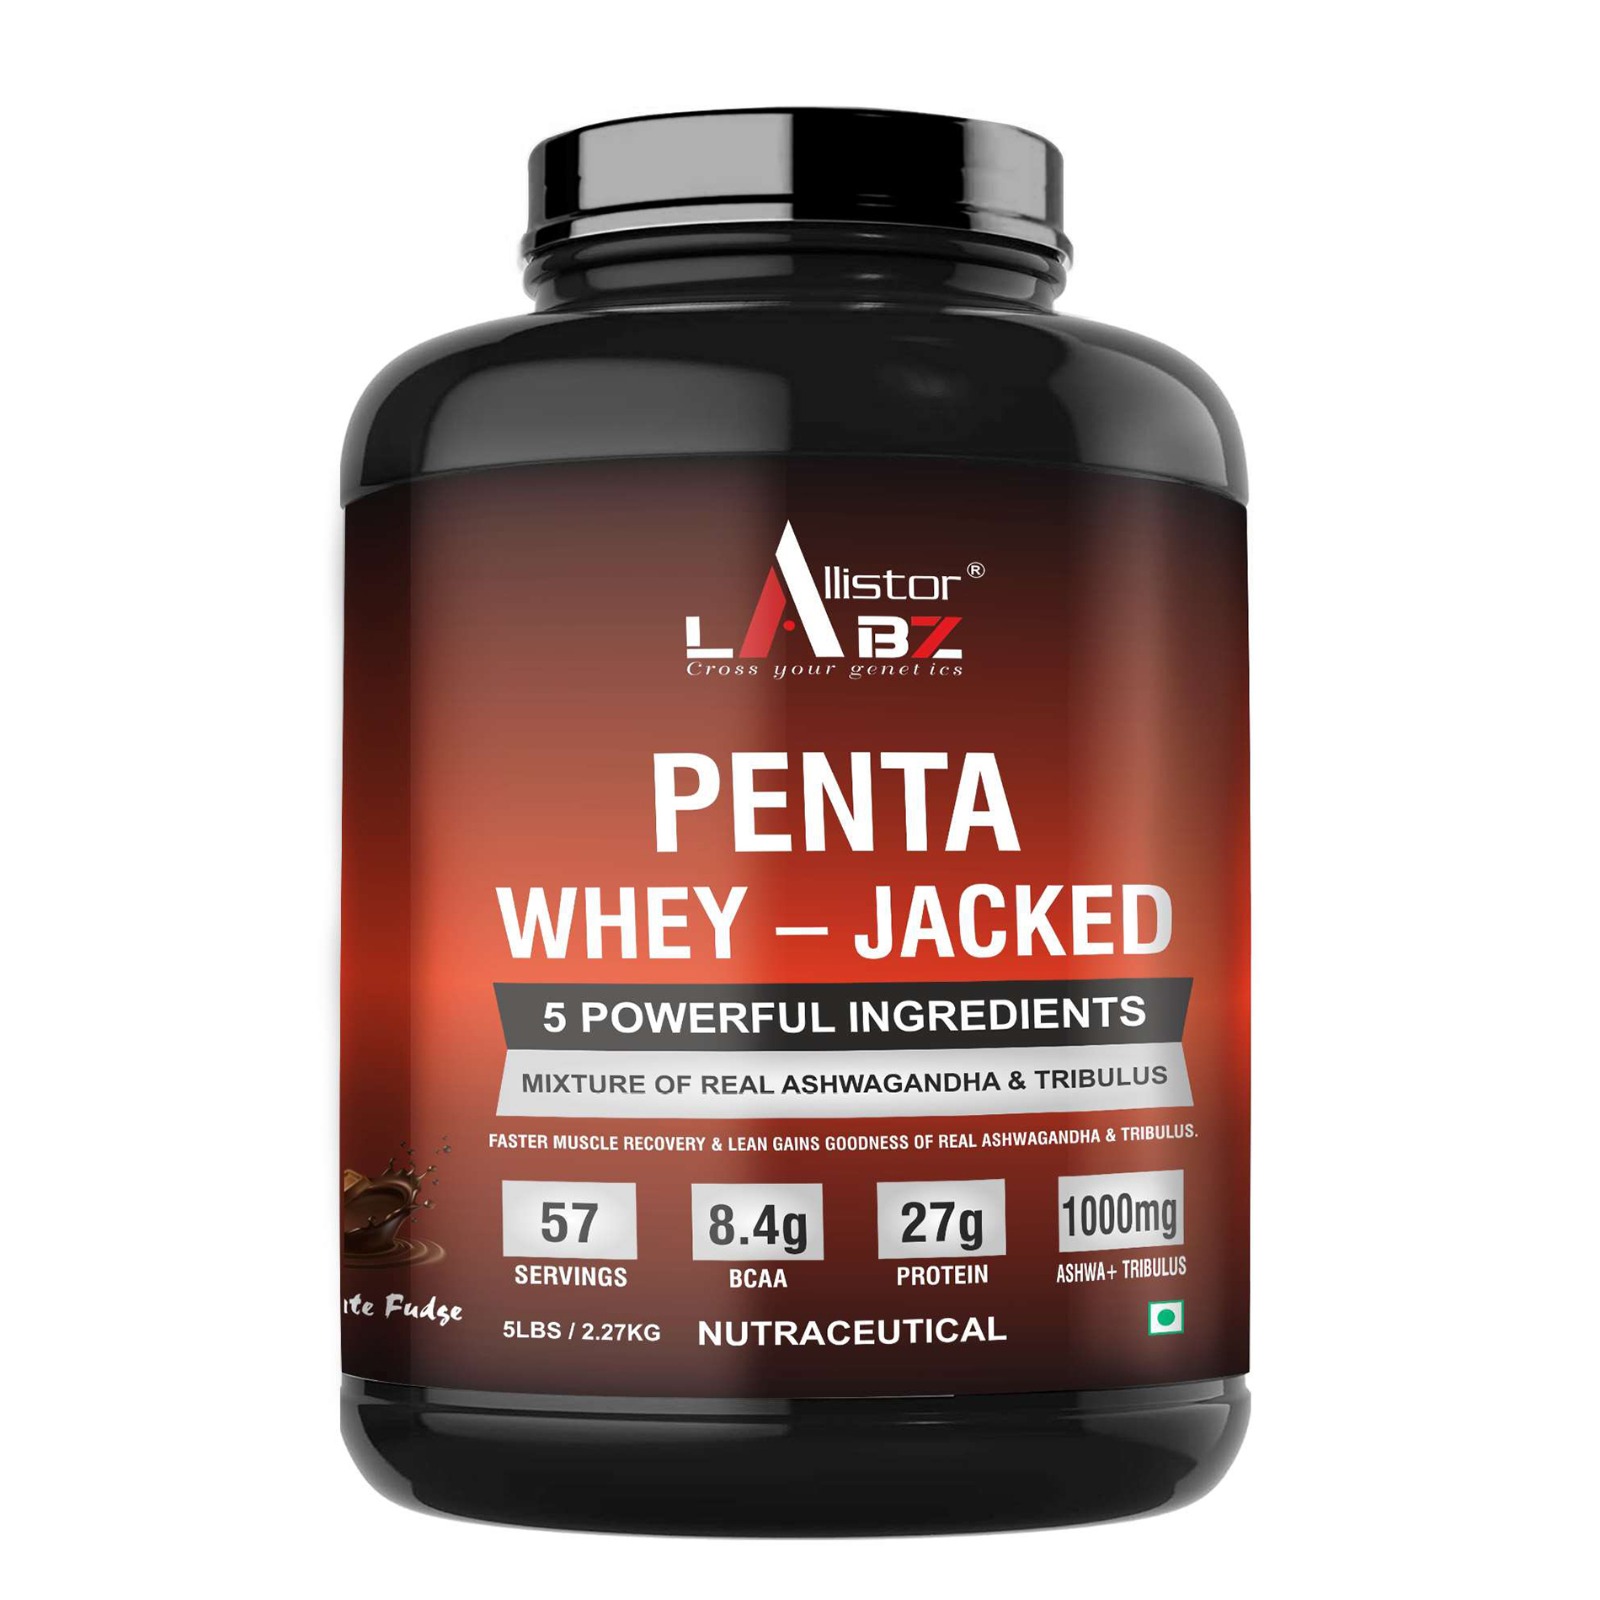 Allistor®
LABZ
Cross your genetics
PENTA
WHEY – JACKED
5 POWERFUL INGREDIENTS
MIXTURE OF REAL ASHWAGANDHA & TRIBULUS
FASTER MUSCLE RECOVERY & LEAN GAINS GOODNESS OF REAL ASHWAGANDHA & TRIBULUS.
57
SERVINGS
8.4g
BCAA
27g
PROTEIN
1000mg
ASHWA+ TRIBULUS
Fudge
5LBS / 2.27KG
NUTRACEUTICAL